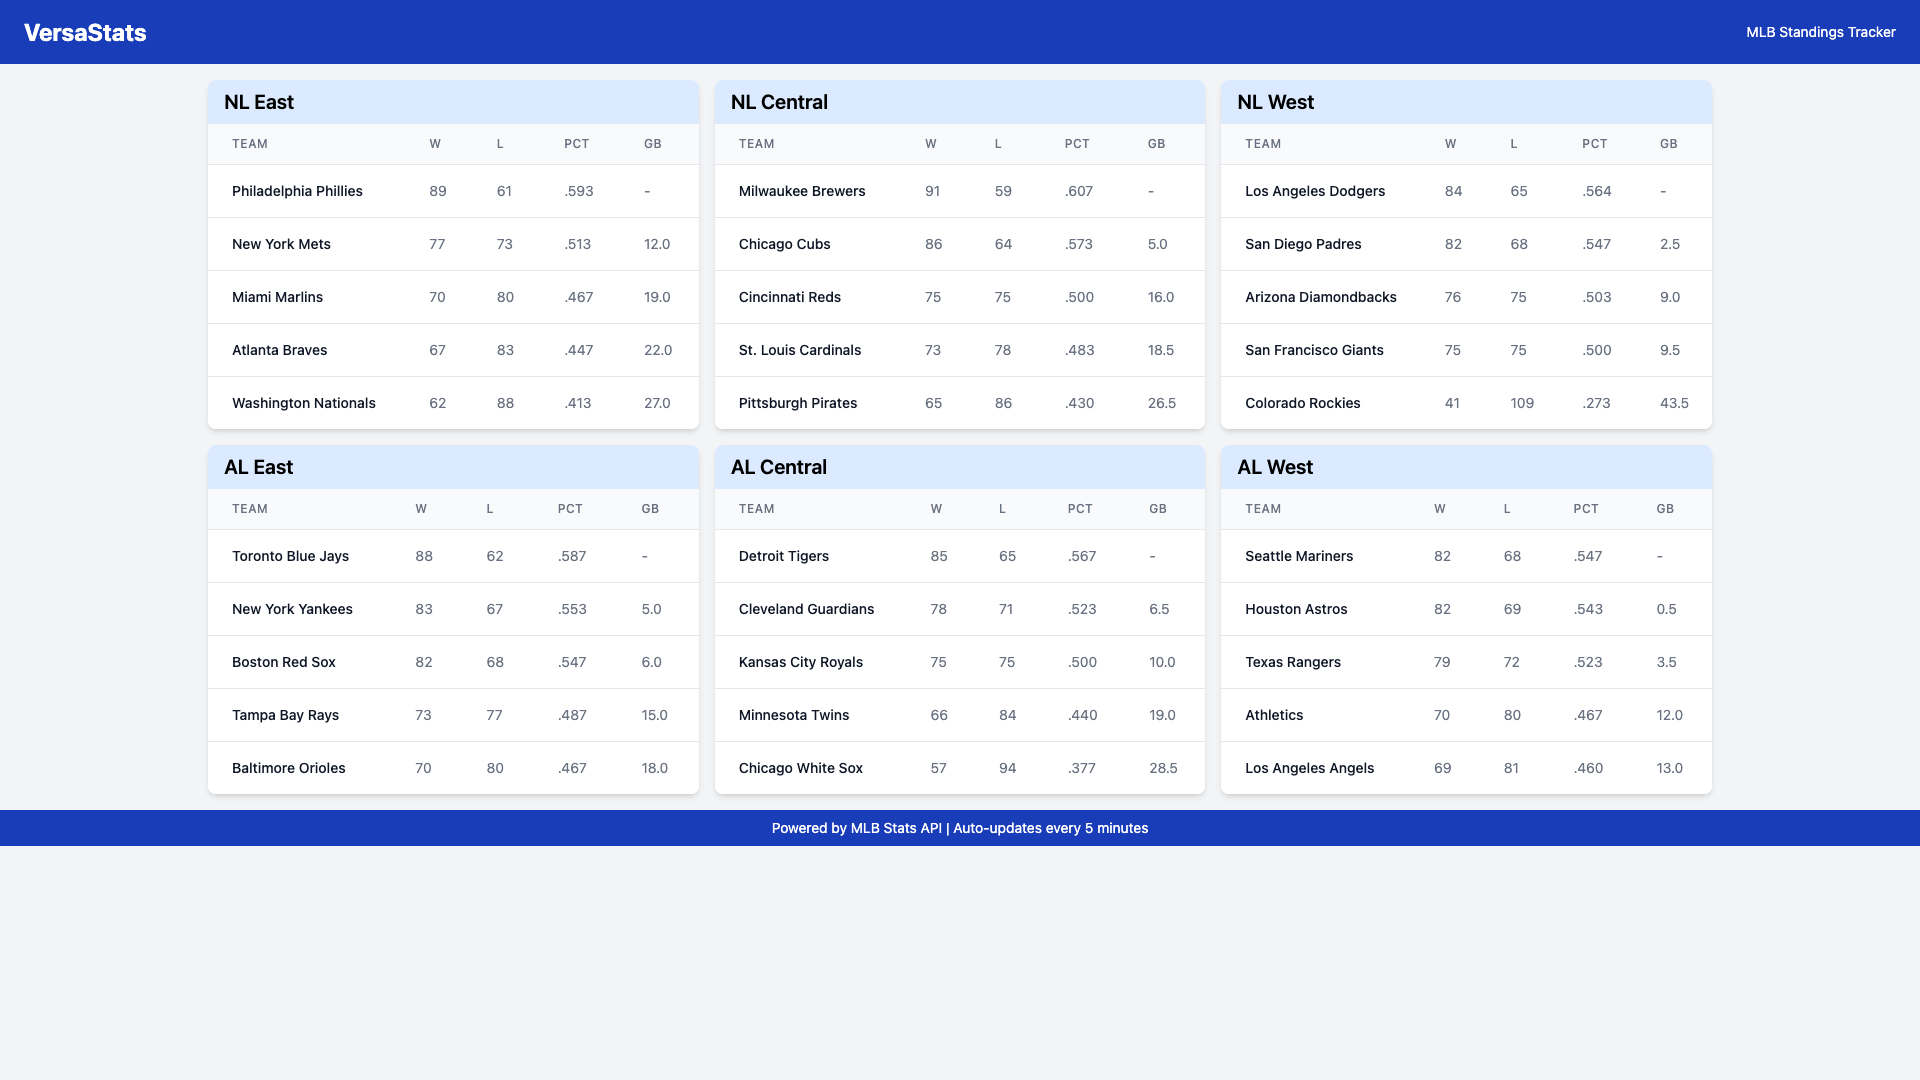 VersaStats
MLB Standings Tracker
NL East
TEAM W L PCT GB
Philadelphia Phillies 89 61 .593 -
New York Mets 77 73 .513 12.0
Miami Marlins 70 80 .467 19.0
Atlanta Braves 67 83 .447 22.0
Washington Nationals 62 88 .413 27.0
NL Central
TEAM W L PCT GB
Milwaukee Brewers 91 59 .607 -
Chicago Cubs 86 64 .573 5.0
Cincinnati Reds 75 75 .500 16.0
St. Louis Cardinals 73 78 .483 18.5
Pittsburgh Pirates 65 86 .430 26.5
NL West
TEAM W L PCT GB
Los Angeles Dodgers 84 65 .564 -
San Diego Padres 82 68 .547 2.5
Arizona Diamondbacks 76 75 .503 9.0
San Francisco Giants 75 75 .500 9.5
Colorado Rockies 41 109 .273 43.5
AL East
TEAM W L PCT GB
Toronto Blue Jays 88 62 .587 -
New York Yankees 83 67 .553 5.0
Boston Red Sox 82 68 .547 6.0
Tampa Bay Rays 73 77 .487 15.0
Baltimore Orioles 70 80 .467 18.0
AL Central
TEAM W L PCT GB
Detroit Tigers 85 65 .567 -
Cleveland Guardians 78 71 .523 6.5
Kansas City Royals 75 75 .500 10.0
Minnesota Twins 66 84 .440 19.0
Chicago White Sox 57 94 .377 28.5
AL West
TEAM W L PCT GB
Seattle Mariners 82 68 .547 -
Houston Astros 82 69 .543 0.5
Texas Rangers 79 72 .523 3.5
Athletics 70 80 .467 12.0
Los Angeles Angels 69 81 .460 13.0
Powered by MLB Stats API | Auto-updates every 5 minutes